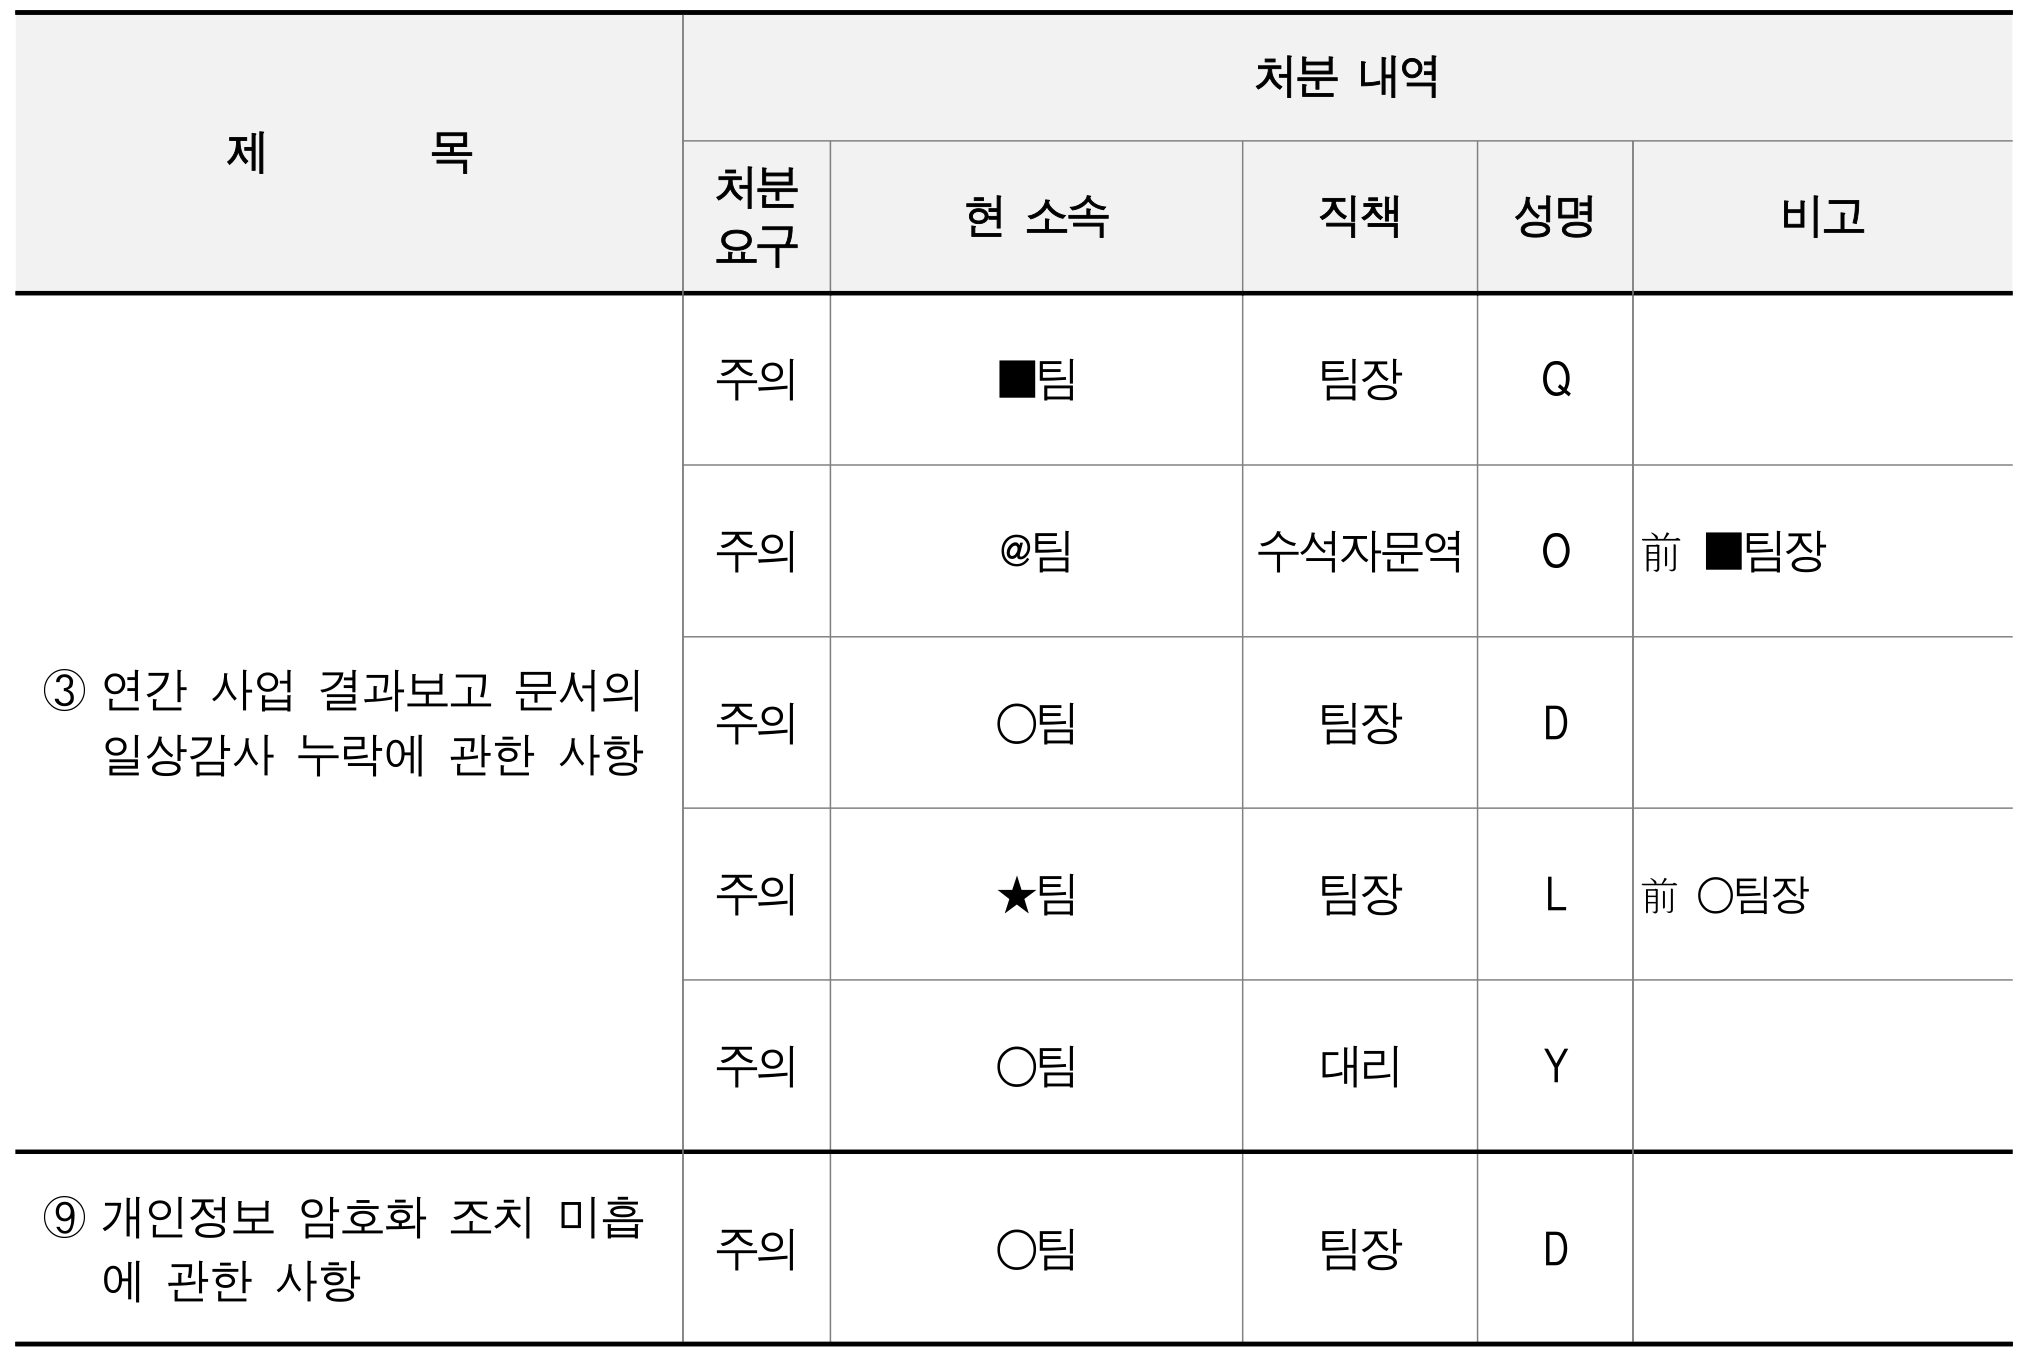 제 목
처분 내역
처분
요구
현 소속
직책
성명
비고
③ 연간 사업 결과보고 문서의
일상감사 누락에 관한 사항
주의 ■팀 팀장 Q
주의 @팀 수석자문역 O 前 ■팀장
주의 ○팀 팀장 D
주의 ★팀 팀장 L 前 ○팀장
주의 ○팀 대리 Y
⑨ 개인정보 암호화 조치 미흡
에 관한 사항
주의 ○팀 팀장 D